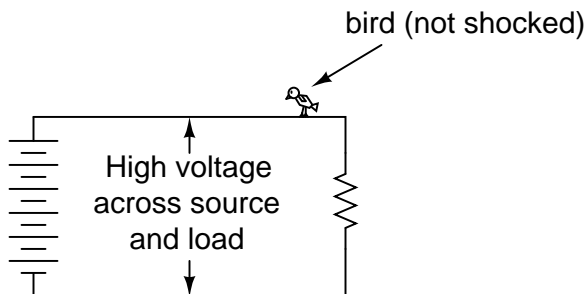 bird (not shocked)
High voltage
across source
and load